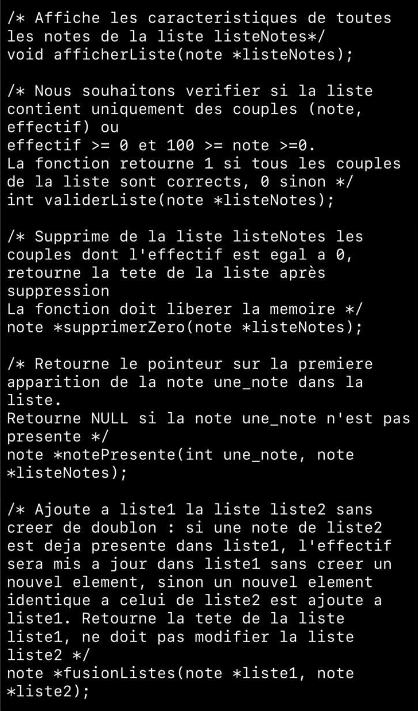 /* Affiche les caracteristiques de toutes
les notes de la liste listeNotes*/
void afficherListe(note *listeNotes);
/* Nous souhaitons verifier si la liste
contient uniquement des couples (note,
effectif) ou
effectif >= 0 et 100 >= note >=0.
La fonction retourne 1 si tous les couples
de la liste sont corrects, 0 sinon */
int validerListe(note *listeNotes);
/* Supprime de la liste listeNotes les
couples dont l'effectif est egal a 0,
retourne la tete de la liste après
suppression
La fonction doit liberer la memoire */
note *supprimerZero(note *listeNotes);
/* Retourne le pointeur sur la premiere
apparition de la note une_note dans la
liste.
Retourne NULL si la note une_note n'est pas
presente */
note *notePresente(int une_note, note
*listeNotes);
/* Ajoute a liste1 la liste liste2 sans
creer de doublon : si une note de liste2
est deja presente dans liste1, l'effectif
sera mis a jour dans liste1 sans creer un
nouvel element, sinon un nouvel element
identique a celui de liste2 est ajoute a
liste1. Retourne la tete de la liste
liste1, ne doit pas modifier la liste
liste2 */
note *fusionListes(note *liste1, note
*liste2);